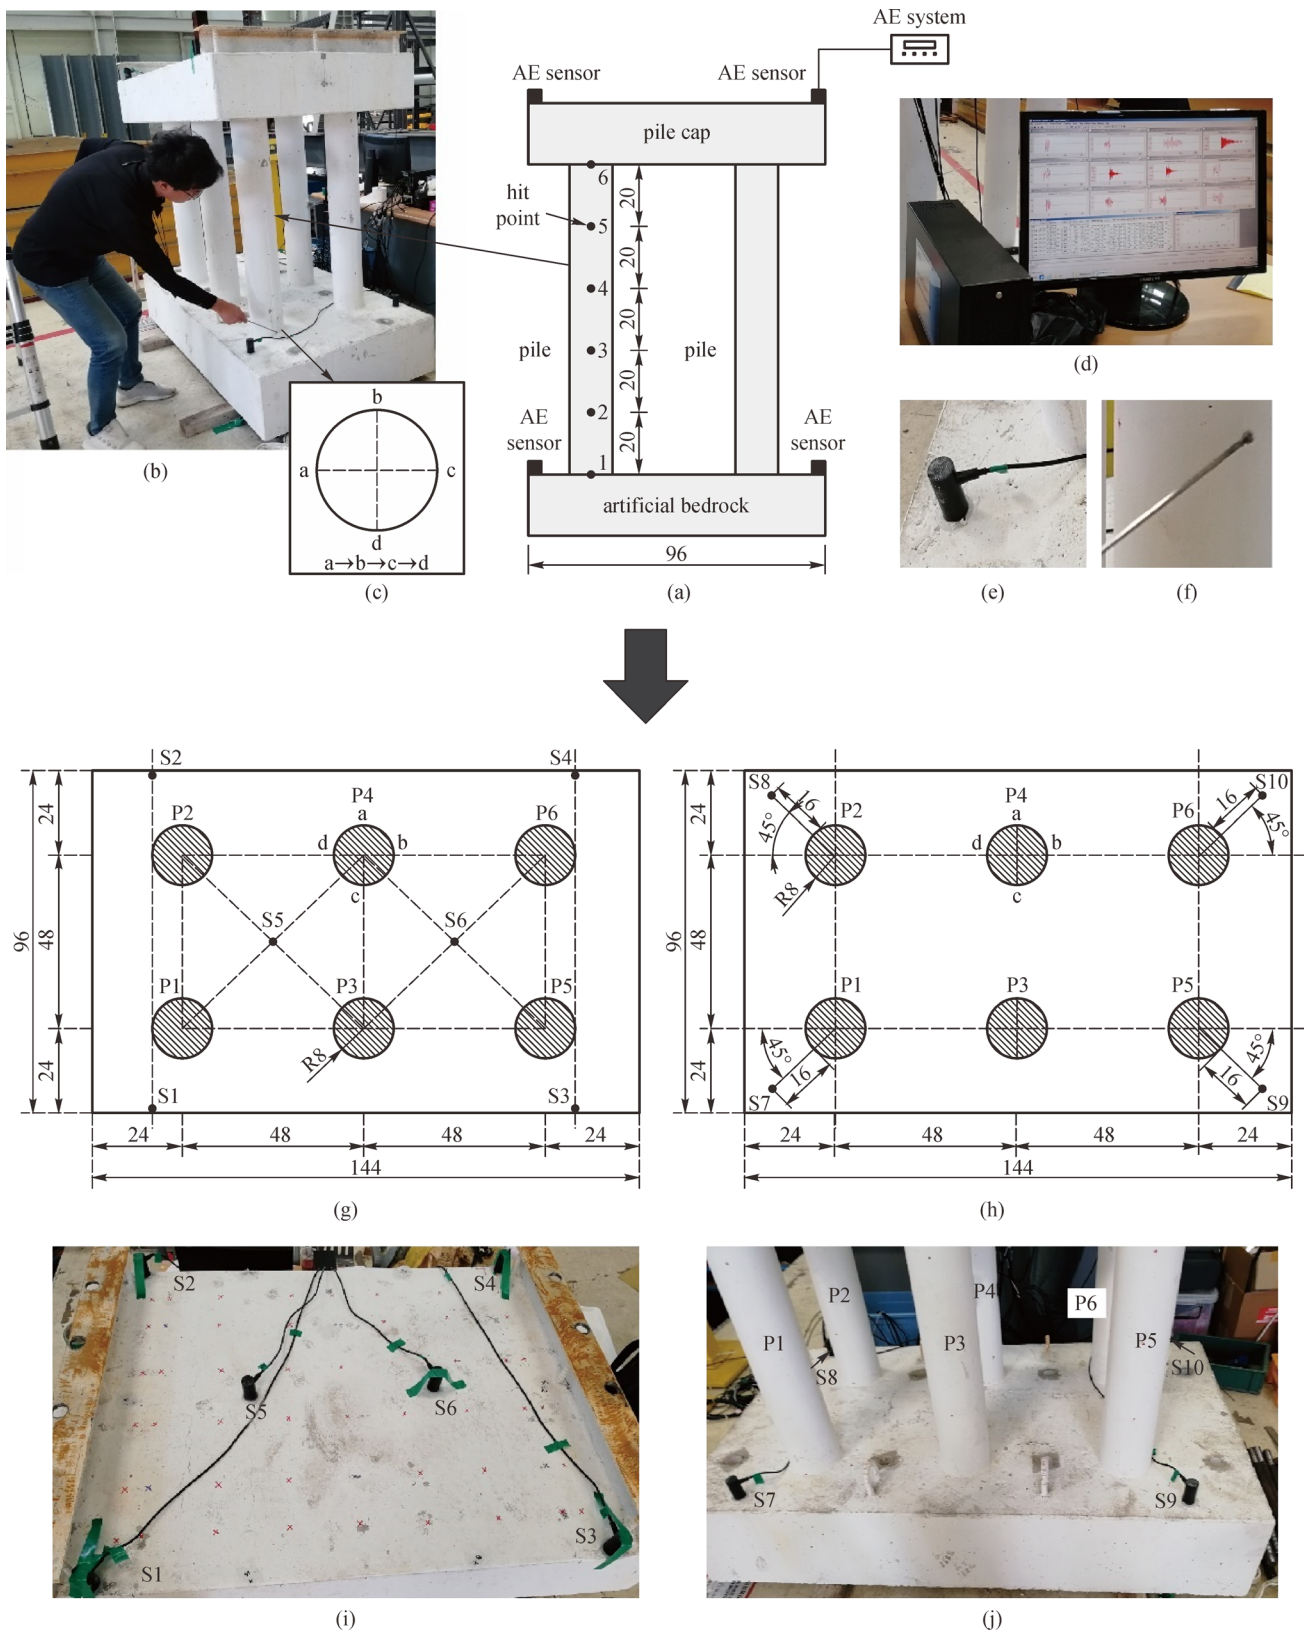 AE system
AE sensor
AE sensor
pile cap
6
hit
point
5
4
3
2
1
20
20
20
20
20
pile
pile
AE
sensor
AE
sensor
artificial bedrock
96
(a)
(b)
b
a
c
d
a→b→c→d
(c)
(d)
(e)
(f)
S2
S4
P2
P4
P6
a
d
b
c
S5
S6
P1
P3
P5
R8
S1
S3
24
48
24
96
24
48
48
24
144
(g)
S8
S10
16
16
45°
45°
P2
P4
P6
a
d
b
c
R8
P1
P3
P5
45°
45°
16
16
S7
S9
24
48
24
96
24
48
48
24
144
(h)
S2
S4
S5
S6
S3
S1
(i)
P2
P4
P6
P1
P3
P5
S8
S10
S7
S9
(j)